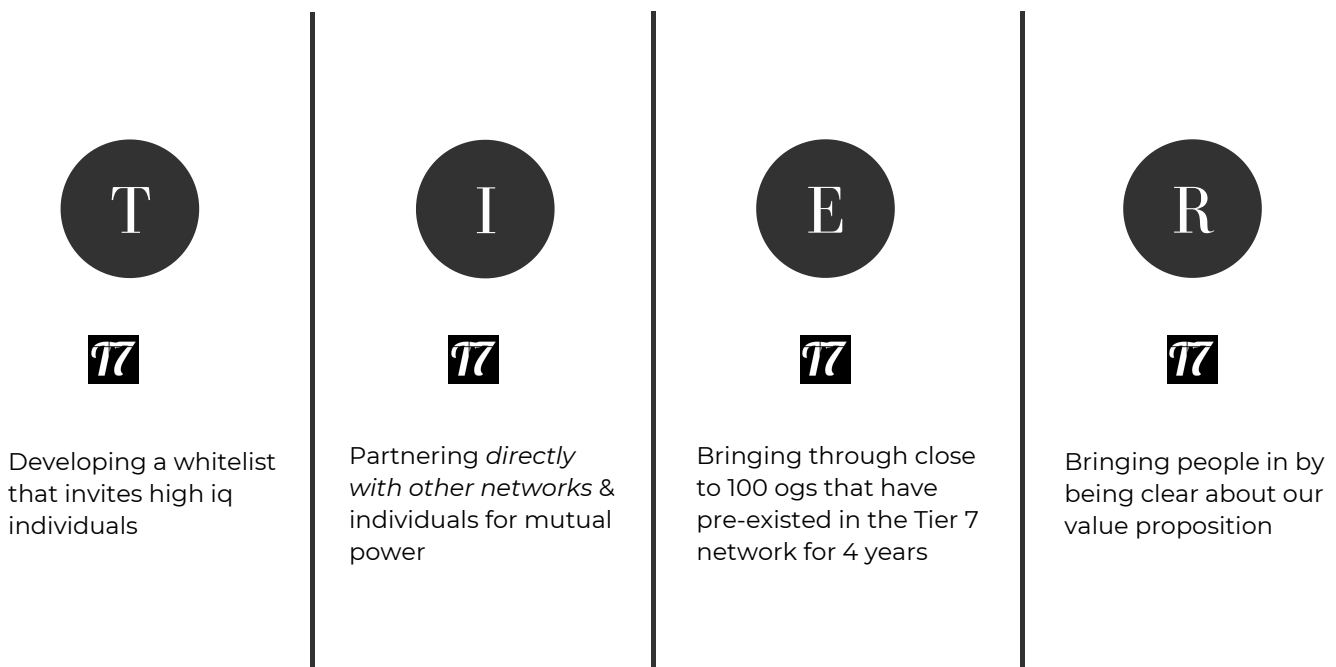 T
I
E
R
T7
T7
T7
T7
Developing a whitelist
that invites high iq
individuals
Partnering directly
with other networks &
individuals for mutual
power
Bringing through close
to 100 ogs that have
pre-existed in the Tier 7
network for 4 years
Bringing people in by
being clear about our
value proposition